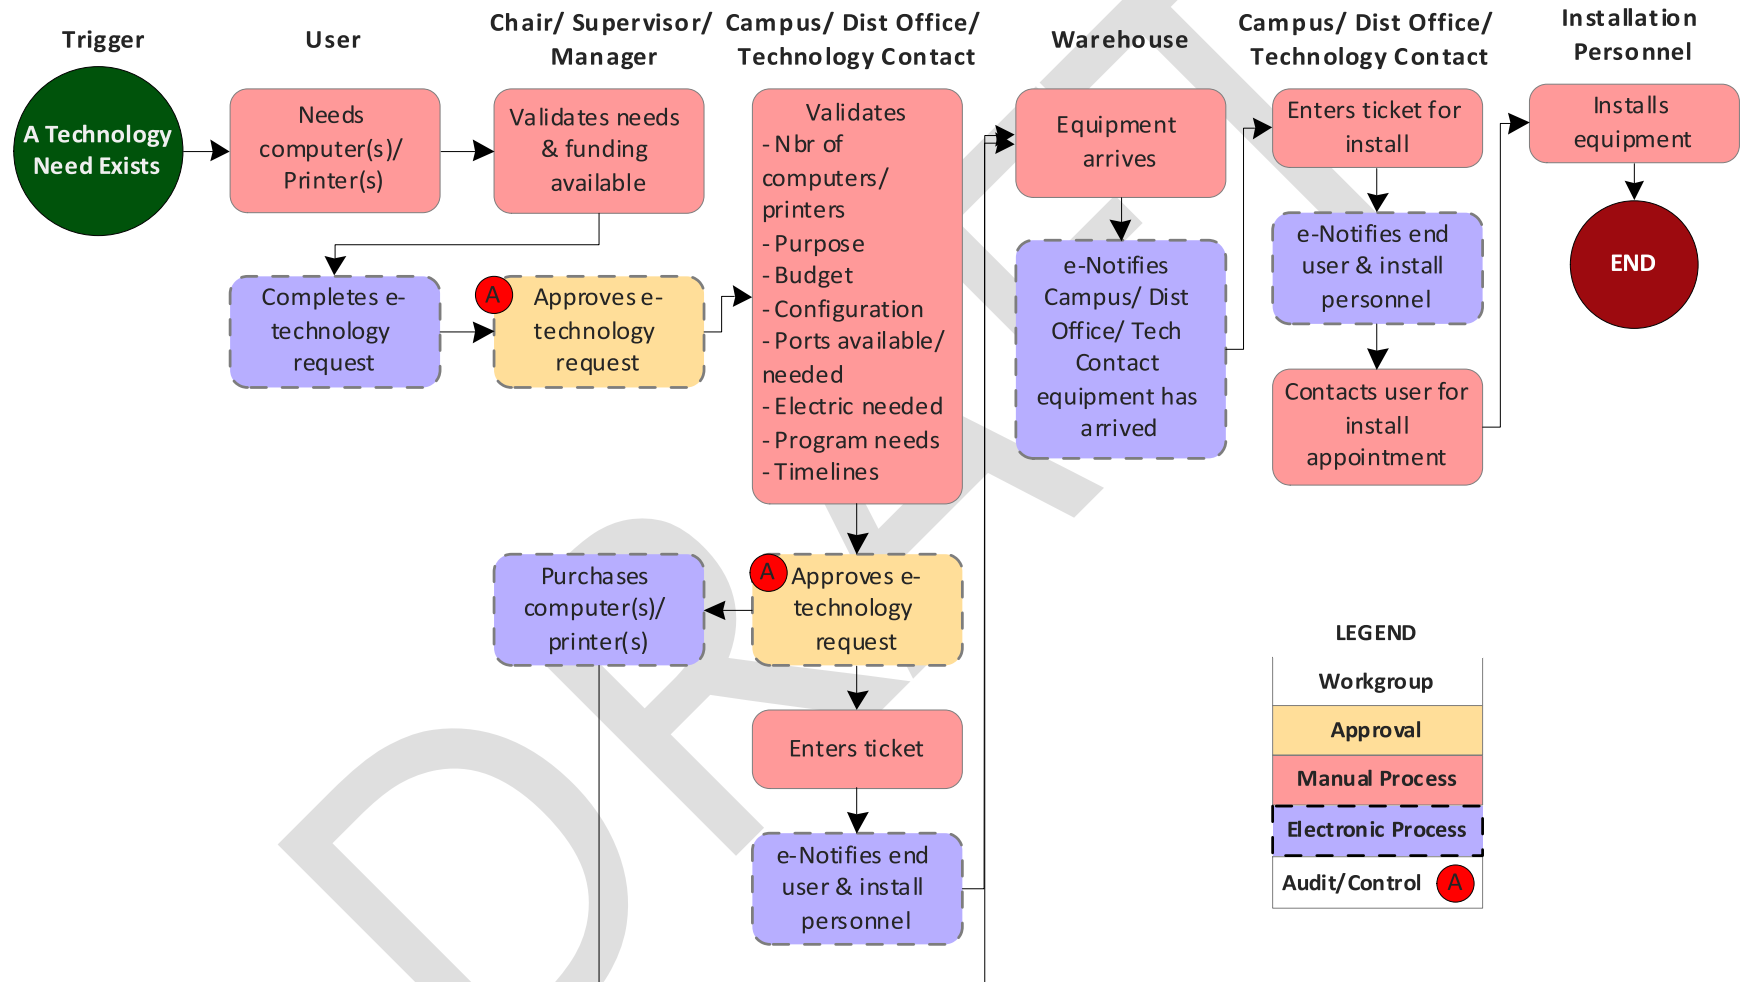 Trigger
User
Chair/ Supervisor/
Manager
Campus/ Dist Office/
Technology Contact
Warehouse
Campus/ Dist Office/
Technology Contact
Installation
Personnel
A Technology
Need Exists
Needs
computer(s)/
Printer(s)
Validates needs
& funding
available
Completes e-
technology
request
A
Approves e-
technology
request
Validates
- Nbr of
computers/
printers
- Purpose
- Budget
- Configuration
- Ports available/
needed
- Electric needed
- Program needs
- Timelines
A
Approves e-
technology
request
Purchases
computer(s)/
printer(s)
Enters ticket
e-Notifies end
user & install
personnel
Equipment
arrives
e-Notifies
Campus/ Dist
Office/ Tech
Contact
equipment has
arrived
Enters ticket for
install
e-Notifies end
user & install
personnel
Contacts user for
install
appointment
Installs
equipment
END
LEGEND
Workgroup
Approval
Manual Process
Electronic Process
Audit/Control A
DRAFT